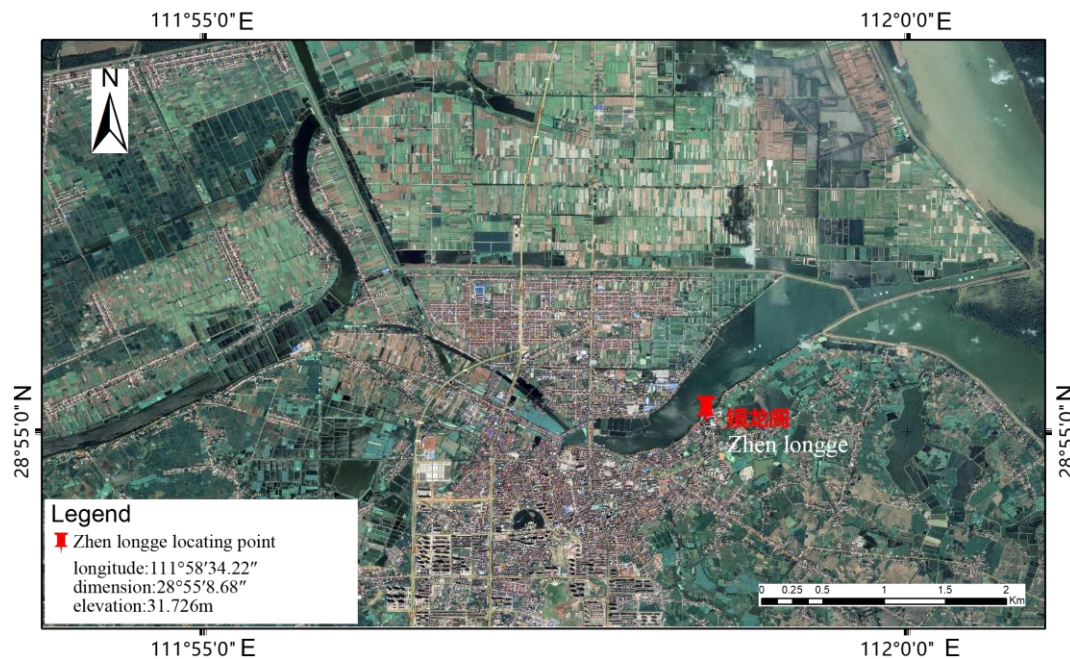 111°55'0" E
112°0'0" E
N
28°55'0" N
28°55'0" N
镇龙阁
Zhen longge
Legend
Zhen longge locating point
longitude:111°58′34.22″
dimension:28°55′8.68″
elevation:31.726m
0 0.25 0.5 1 1.5 2
Km
111°55'0" E
112°0'0" E